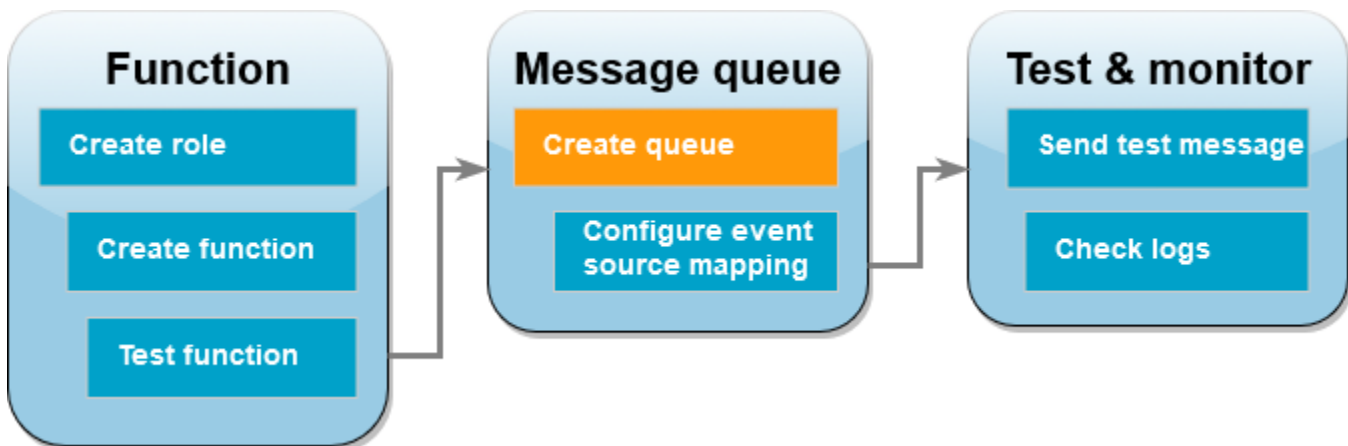 Function
Create role
Create function
Test function
Message queue
Create queue
Configure event
source mapping
Test & monitor
Send test message
Check logs